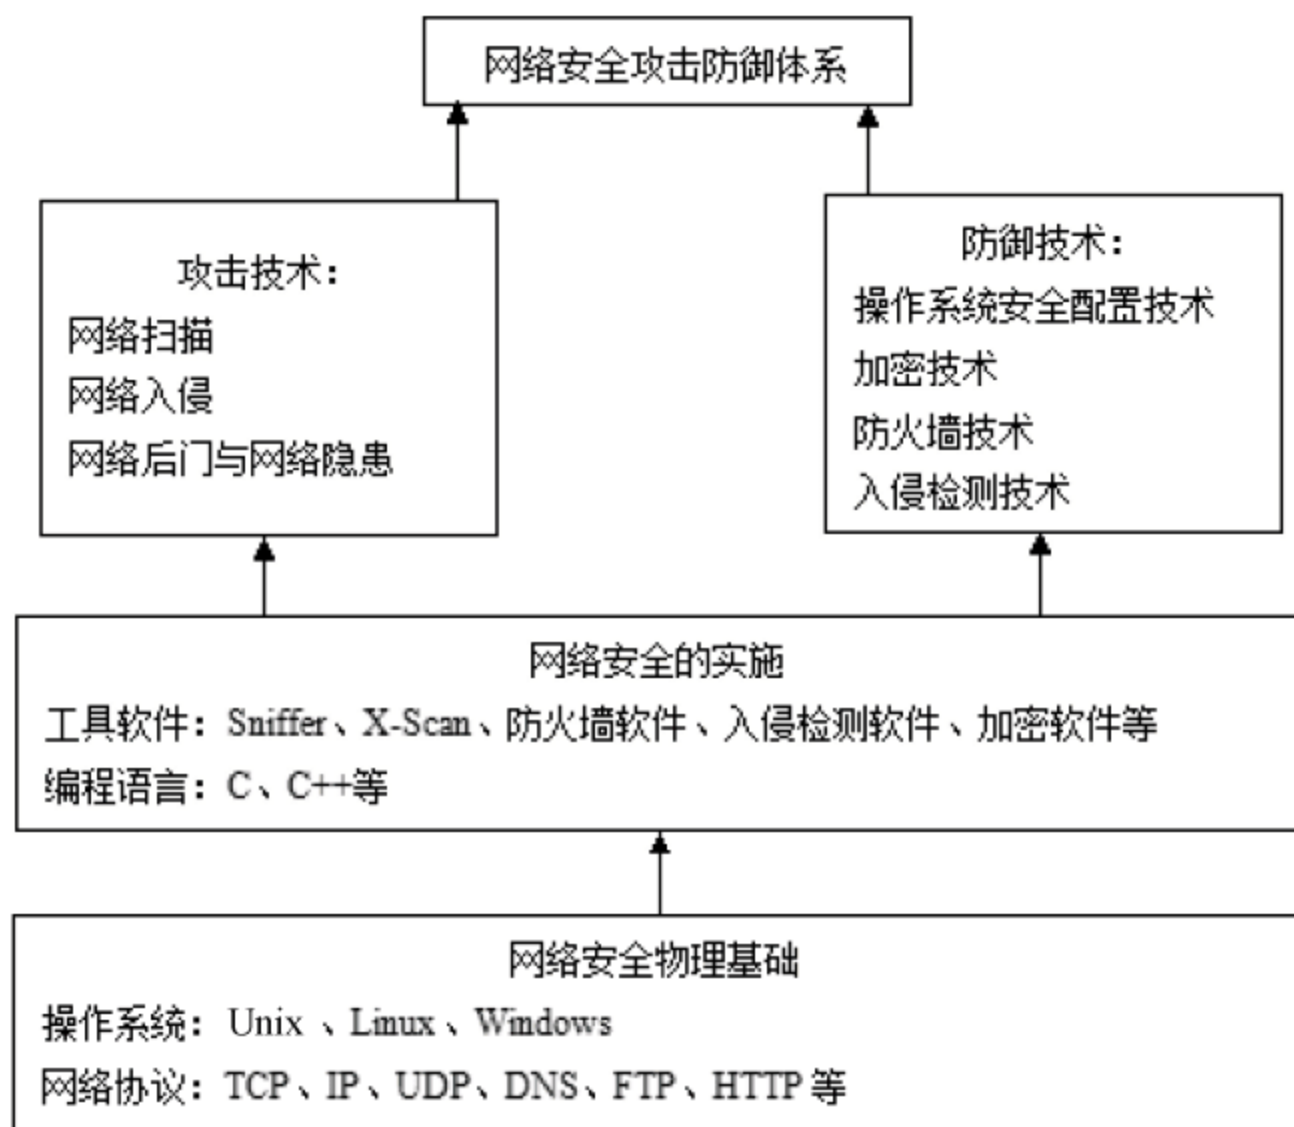 网络安全攻击防御体系
攻击技术：
网络扫描
网络入侵
网络后门与网络隐患
防御技术：
操作系统安全配置技术
加密技术
防火墙技术
入侵检测技术
网络安全的实施
工具软件：Sniffer、X-Scan、防火墙软件、入侵检测软件、加密软件等
编程语言：C、C++等
网络安全物理基础
操作系统：Unix 、Linux、Windows
网络协议：TCP、IP、UDP、DNS、FTP、HTTP 等